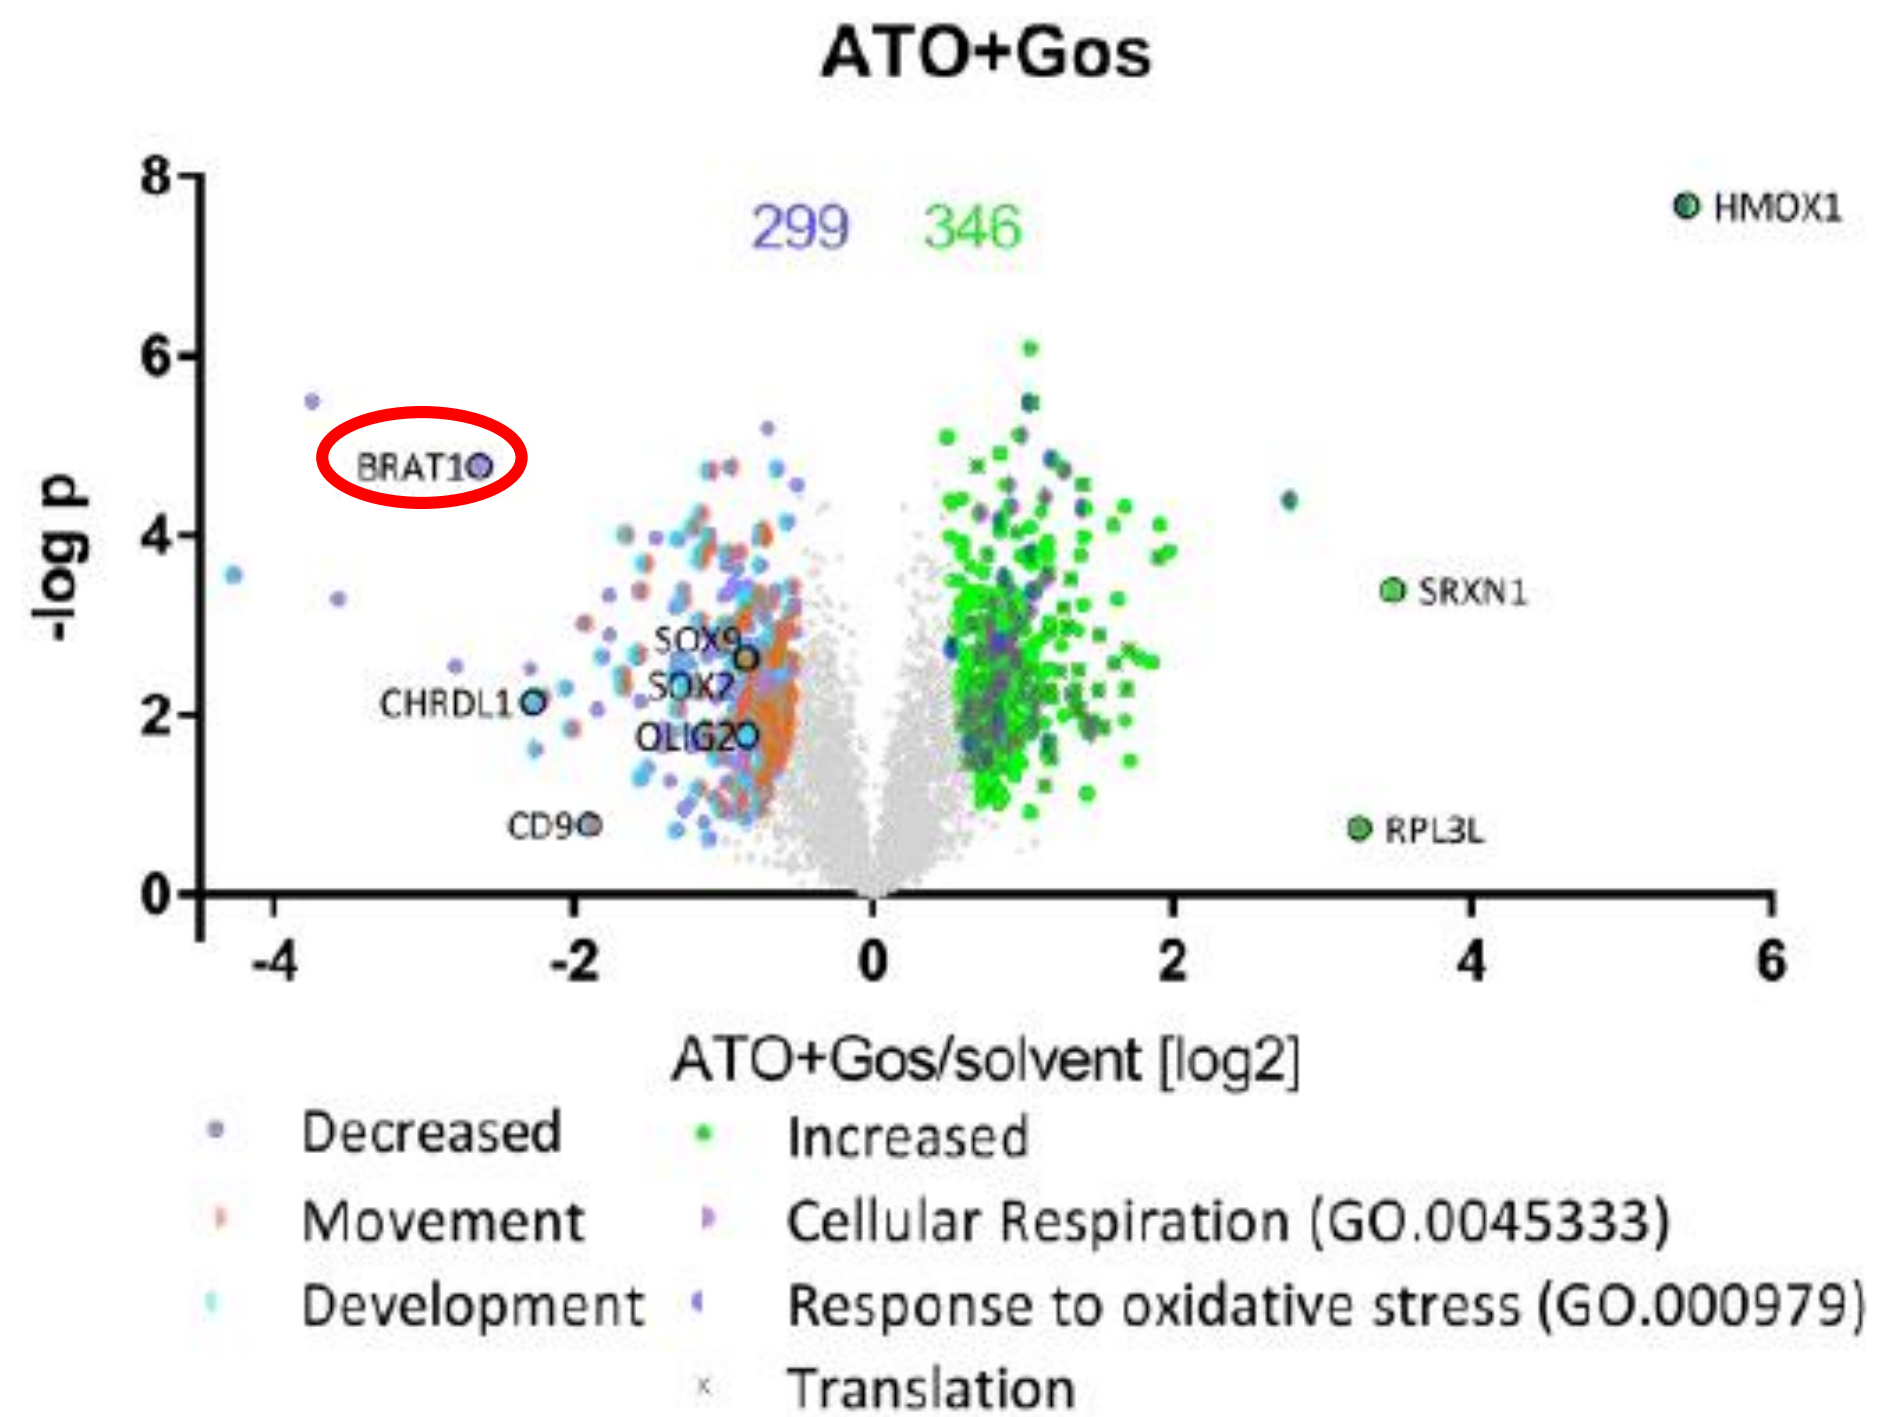 ATO+Gos
8
299 346
HMOX1
6
BRAT1
-log p
4
SRXN1
SOX9
SOX2
CHRDL1
2
OLIG2
CD9
RPL3L
0
-4 -2 0 2 4 6
ATO+Gos/solvent [log2]
Decreased Increased
Movement Cellular Respiration (GO.0045333)
Development Response to oxidative stress (GO.000979)
x Translation